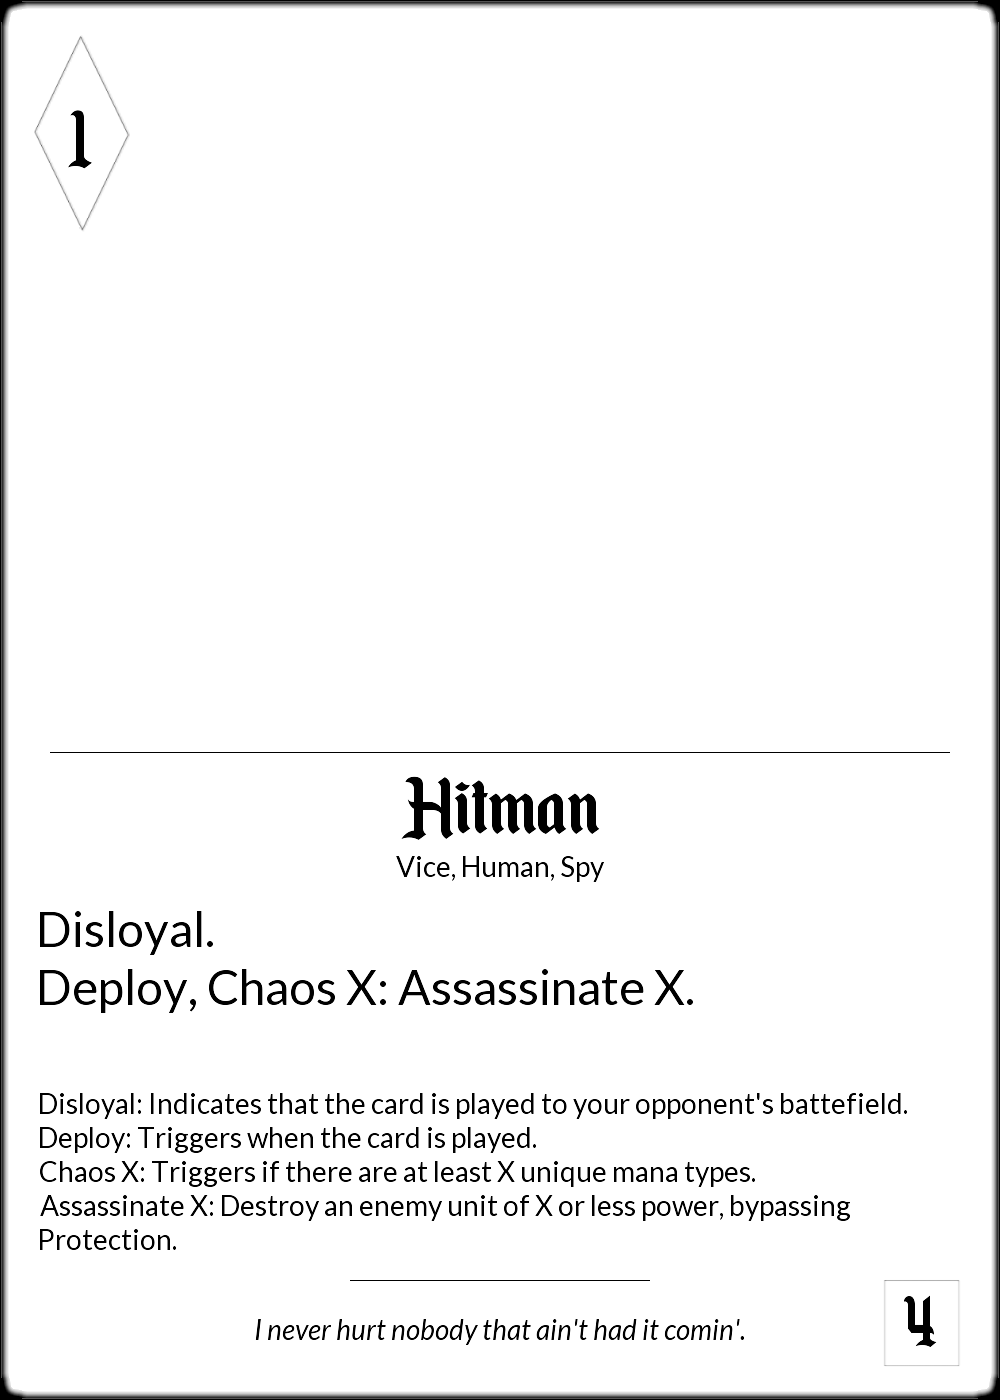 1
Hitman
Vice, Human, Spy
Disloyal.
Deploy, Chaos X: Assassinate X.
Disloyal: Indicates that the card is played to your opponent's battefield.
Deploy: Triggers when the card is played.
Chaos X: Triggers if there are at least X unique mana types.
Assassinate X: Destroy an enemy unit of X or less power, bypassing
Protection.
I never hurt nobody that ain't had it comin'.
4